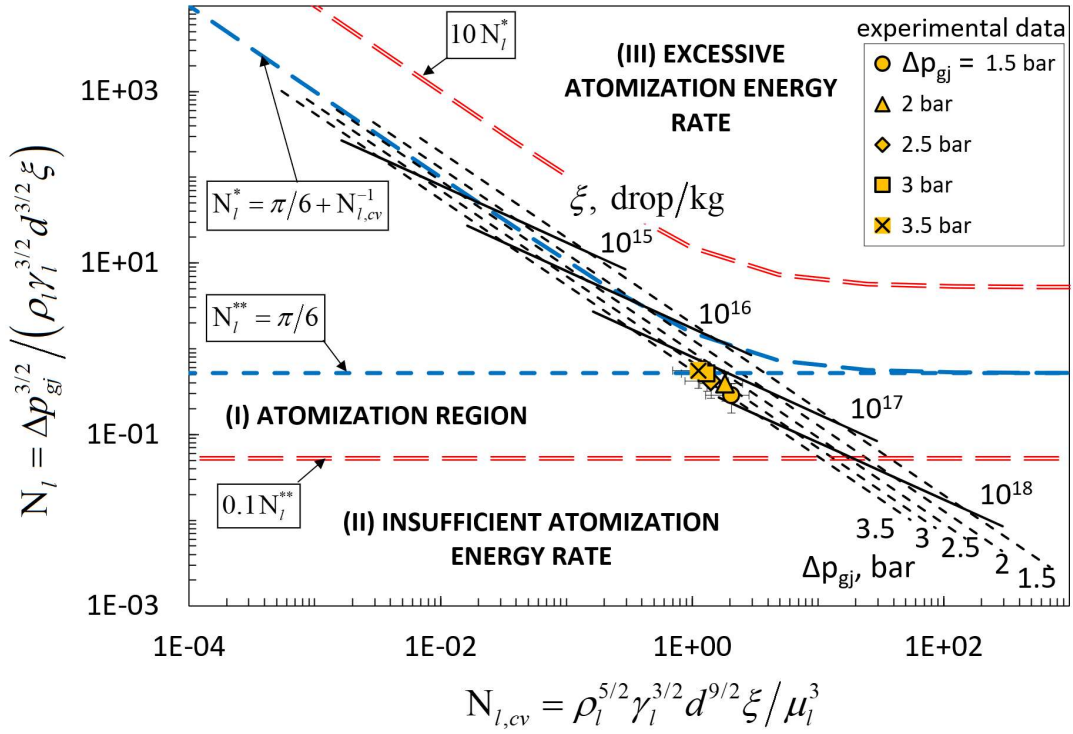 experimental data
Δp_gj = 1.5 bar
2 bar
2.5 bar
3 bar
3.5 bar
10 N_l^*
(III) EXCESSIVE
ATOMIZATION ENERGY
RATE
1E+03
1E+01
1E-01
1E-03
N_l = Δp_gj^{3/2} / (ρ_l γ_l^{3/2} d^{3/2} ξ)
N_l^* = π/6 + N_{l,cv}^{-1}
ξ, drop/kg
10^15
10^16
10^17
10^18
N_l^** = π/6
(I) ATOMIZATION REGION
0.1 N_l^**
(II) INSUFFICIENT ATOMIZATION
ENERGY RATE
3.5
3
2.5
2
1.5
Δp_gj, bar
1E-04
1E-02
1E+00
1E+02
N_{l,cv} = ρ_l^{5/2} γ_l^{3/2} d^{9/2} ξ / μ_l^3